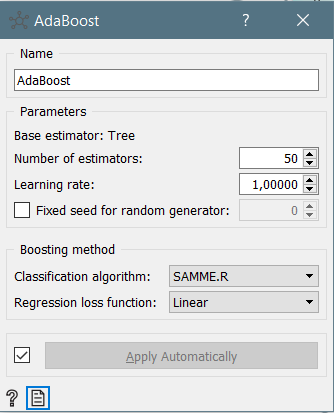 AdaBoost ?
Name
AdaBoost
Parameters
Base estimator: Tree
Number of estimators: 50
Learning rate: 1,00000
Fixed seed for random generator: 0
Boosting method
Classification algorithm: SAMME.R
Regression loss function: Linear
Apply Automatically
?